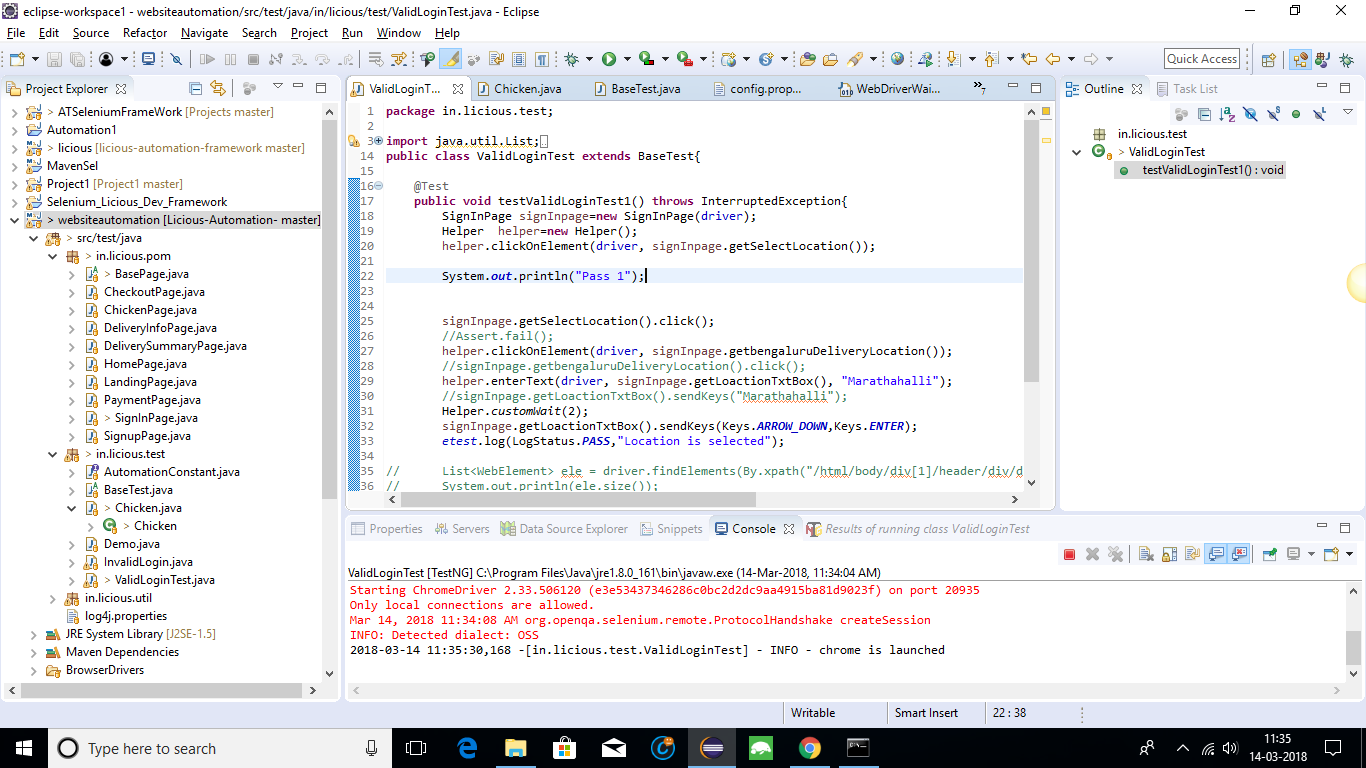 eclipse-workspace1 - websiteautomation/src/test/java/in/licious/test/ValidLoginTest.java - Eclipse
File Edit Source Refactor Navigate Search Project Run Window Help
Quick Access
Project Explorer
> ATSeleniumFrameWork [Projects master]
Automation1
> licious [licious-automation-framework master]
MavenSel
Project1 [Project1 master]
Selenium_Licious_Dev_Framework
> websiteautomation [Licious-Automation- master]
> src/test/java
> in.licious.pom
> BasePage.java
CheckoutPage.java
ChickenPage.java
DeliveryInfoPage.java
DeliverySummaryPage.java
HomePage.java
LandingPage.java
PaymentPage.java
> SignInPage.java
SignupPage.java
> in.licious.test
AutomationConstant.java
BaseTest.java
> Chicken.java
> Chicken
Demo.java
InvalidLogin.java
> ValidLoginTest.java
in.licious.util
log4j.properties
JRE System Library [J2SE-1.5]
Maven Dependencies
BrowserDrivers
ValidLoginT... Chicken.java BaseTest.java config.prop... WebDriverWai... »7
1 package in.licious.test;
2
3 import java.util.List;
14 public class ValidLoginTest extends BaseTest{
15
16 @Test
17 public void testValidLoginTest1() throws InterruptedException{
18 SignInPage signInpage=new SignInPage(driver);
19 Helper  helper=new Helper();
20 helper.clickOnElement(driver, signInpage.getSelectLocation());
21
22 System.out.println("Pass 1");
23
24
25 signInpage.getSelectLocation().click();
26 //Assert.fail();
27 helper.clickOnElement(driver, signInpage.getbengaluruDeliveryLocation());
28 //signInpage.getbengaluruDeliveryLocation().click();
29 helper.enterText(driver, signInpage.getLoactionTxtBox(), "Marathahalli");
30 //signInpage.getLoactionTxtBox().sendKeys("Marathahalli");
31 Helper.customWait(2);
32 signInpage.getLoactionTxtBox().sendKeys(Keys.ARROW_DOWN,Keys.ENTER);
33 etest.log(LogStatus.PASS,"Location is selected");
34
35 // List<WebElement> ele = driver.findElements(By.xpath("/html/body/div[1]/header/div/d
36 // System.out.println(ele.size());
Outline Task List
in.licious.test
> ValidLoginTest
testValidLoginTest1() : void
Properties Servers Data Source Explorer Snippets Console Results of running class ValidLoginTest
ValidLoginTest [TestNG] C:\Program Files\Java\jre1.8.0_161\bin\javaw.exe (14-Mar-2018, 11:34:04 AM)
Starting ChromeDriver 2.33.506120 (e3e53437346286c0bc2d2dc9aa4915ba81d9023f) on port 20935
Only local connections are allowed.
Mar 14, 2018 11:34:08 AM org.openqa.selenium.remote.ProtocolHandshake createSession
INFO: Detected dialect: OSS
2018-03-14 11:35:30,168 -[in.licious.test.ValidLoginTest] - INFO - chrome is launched
Writable Smart Insert 22 : 38
Type here to search
11:35
14-03-2018